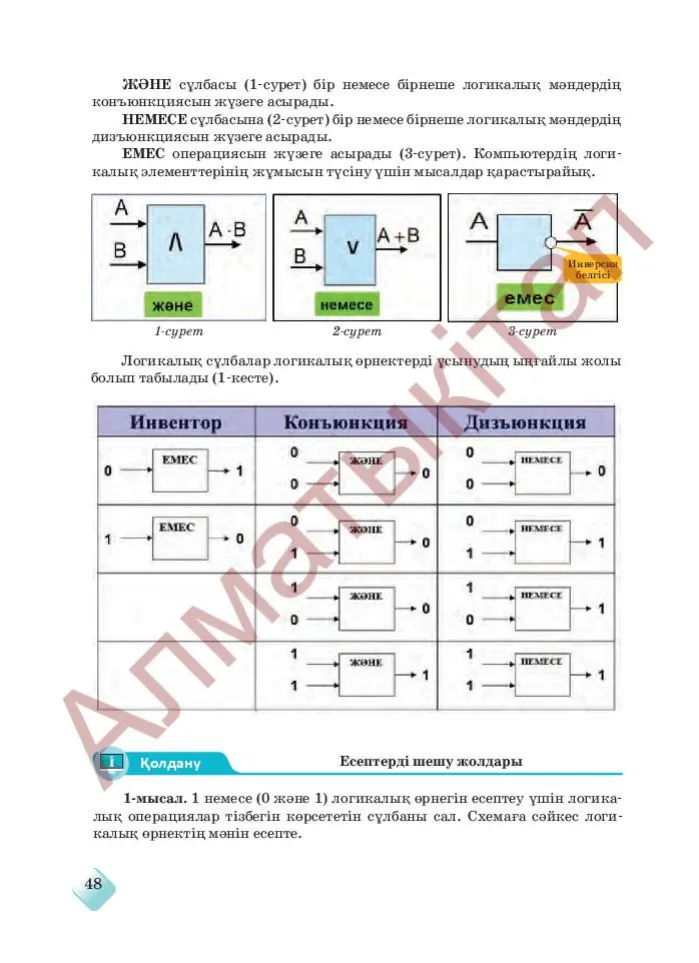 ЖӘНЕ сұлбасы (1-сурет) бір немесе бірнеше логикалық мәндердің
конъюнкциясын жүзеге асырады.
НЕМЕСЕ сұлбасына (2-сурет) бір немесе бірнеше логикалық мәндердің
дизъюнкциясын жүзеге асырады.
ЕМЕС операциясын жүзеге асырады (3-сурет). Компьютердің логи-
калық элементтерінің жұмысын түсіну үшін мысалдар қарастырайық.
A
B
Λ
A · B
және
A
B
v
A+B
немесе
A
A̅
Инверсия
белгісі
емес
1-сурет
2-сурет
3-сурет
Логикалық сұлбалар логикалық өрнектерді ұсынудың ыңғайлы жолы
болып табылады (1-кесте).
Инвентор Конъюнкция Дизъюнкция
0 ЕМЕС 1
0 0 ЖӘНЕ 0
0 0 НЕМЕСЕ 0
1 ЕМЕС 0
0 1 ЖӘНЕ 0
0 1 НЕМЕСЕ 1
1 0 ЖӘНЕ 0
1 0 НЕМЕСЕ 1
1 1 ЖӘНЕ 1
1 1 НЕМЕСЕ 1
i Қолдану
Есептерді шешу жолдары
1-мысал. 1 немесе (0 және 1) логикалық өрнегін есептеу үшін логика-
лық операциялар тізбегін көрсететін сұлбаны сал. Схемаға сәйкес логи-
калық өрнектің мәнін есепте.
48
Алматыкітап